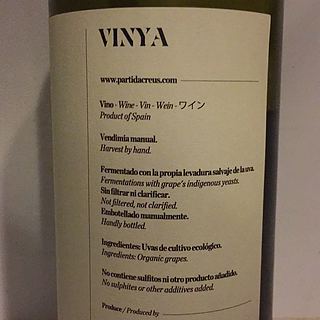 VINYA
www.partidacreus.com
Vino - Wine - Vin - Wein - ワイン
Product of Spain
Vendimia manual.
Harvest by hand.
Fermentado con la propia levadura salvaje de la uva.
Fermentations with grape's indigenous yeasts.
Sin filtrar ni clarificar.
Not filtered, not clarified.
Embotellado manualmente.
Handly bottled.
Ingredientes: Uvas de cultivo ecológico.
Ingredients: Organic grapes.
No contiene sulfitos ni otro producto añadido.
No sulphites or other additives added.
Produce / Produced by